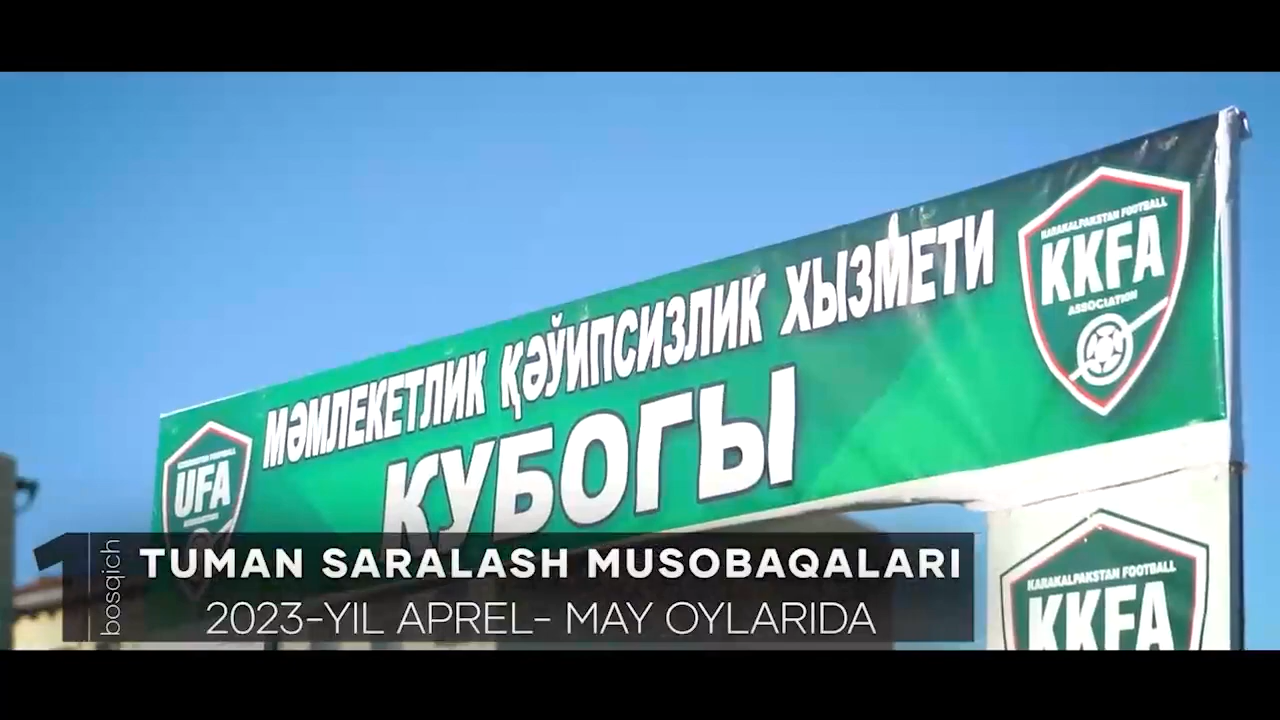 МӘМЛЕКЕТЛИК ҚӘЎИПСИЗЛИК ХЫЗМЕТИ
КУБОГЫ
KARAKALPAKSTAN FOOTBALL
KKFA
ASSOCIATION
UFA
KARAKALPAKSTAN FOOTBALL
KKFA
1
bosqich
TUMAN SARALASH MUSOBAQALARI
2023-YIL APREL- MAY OYLARIDA